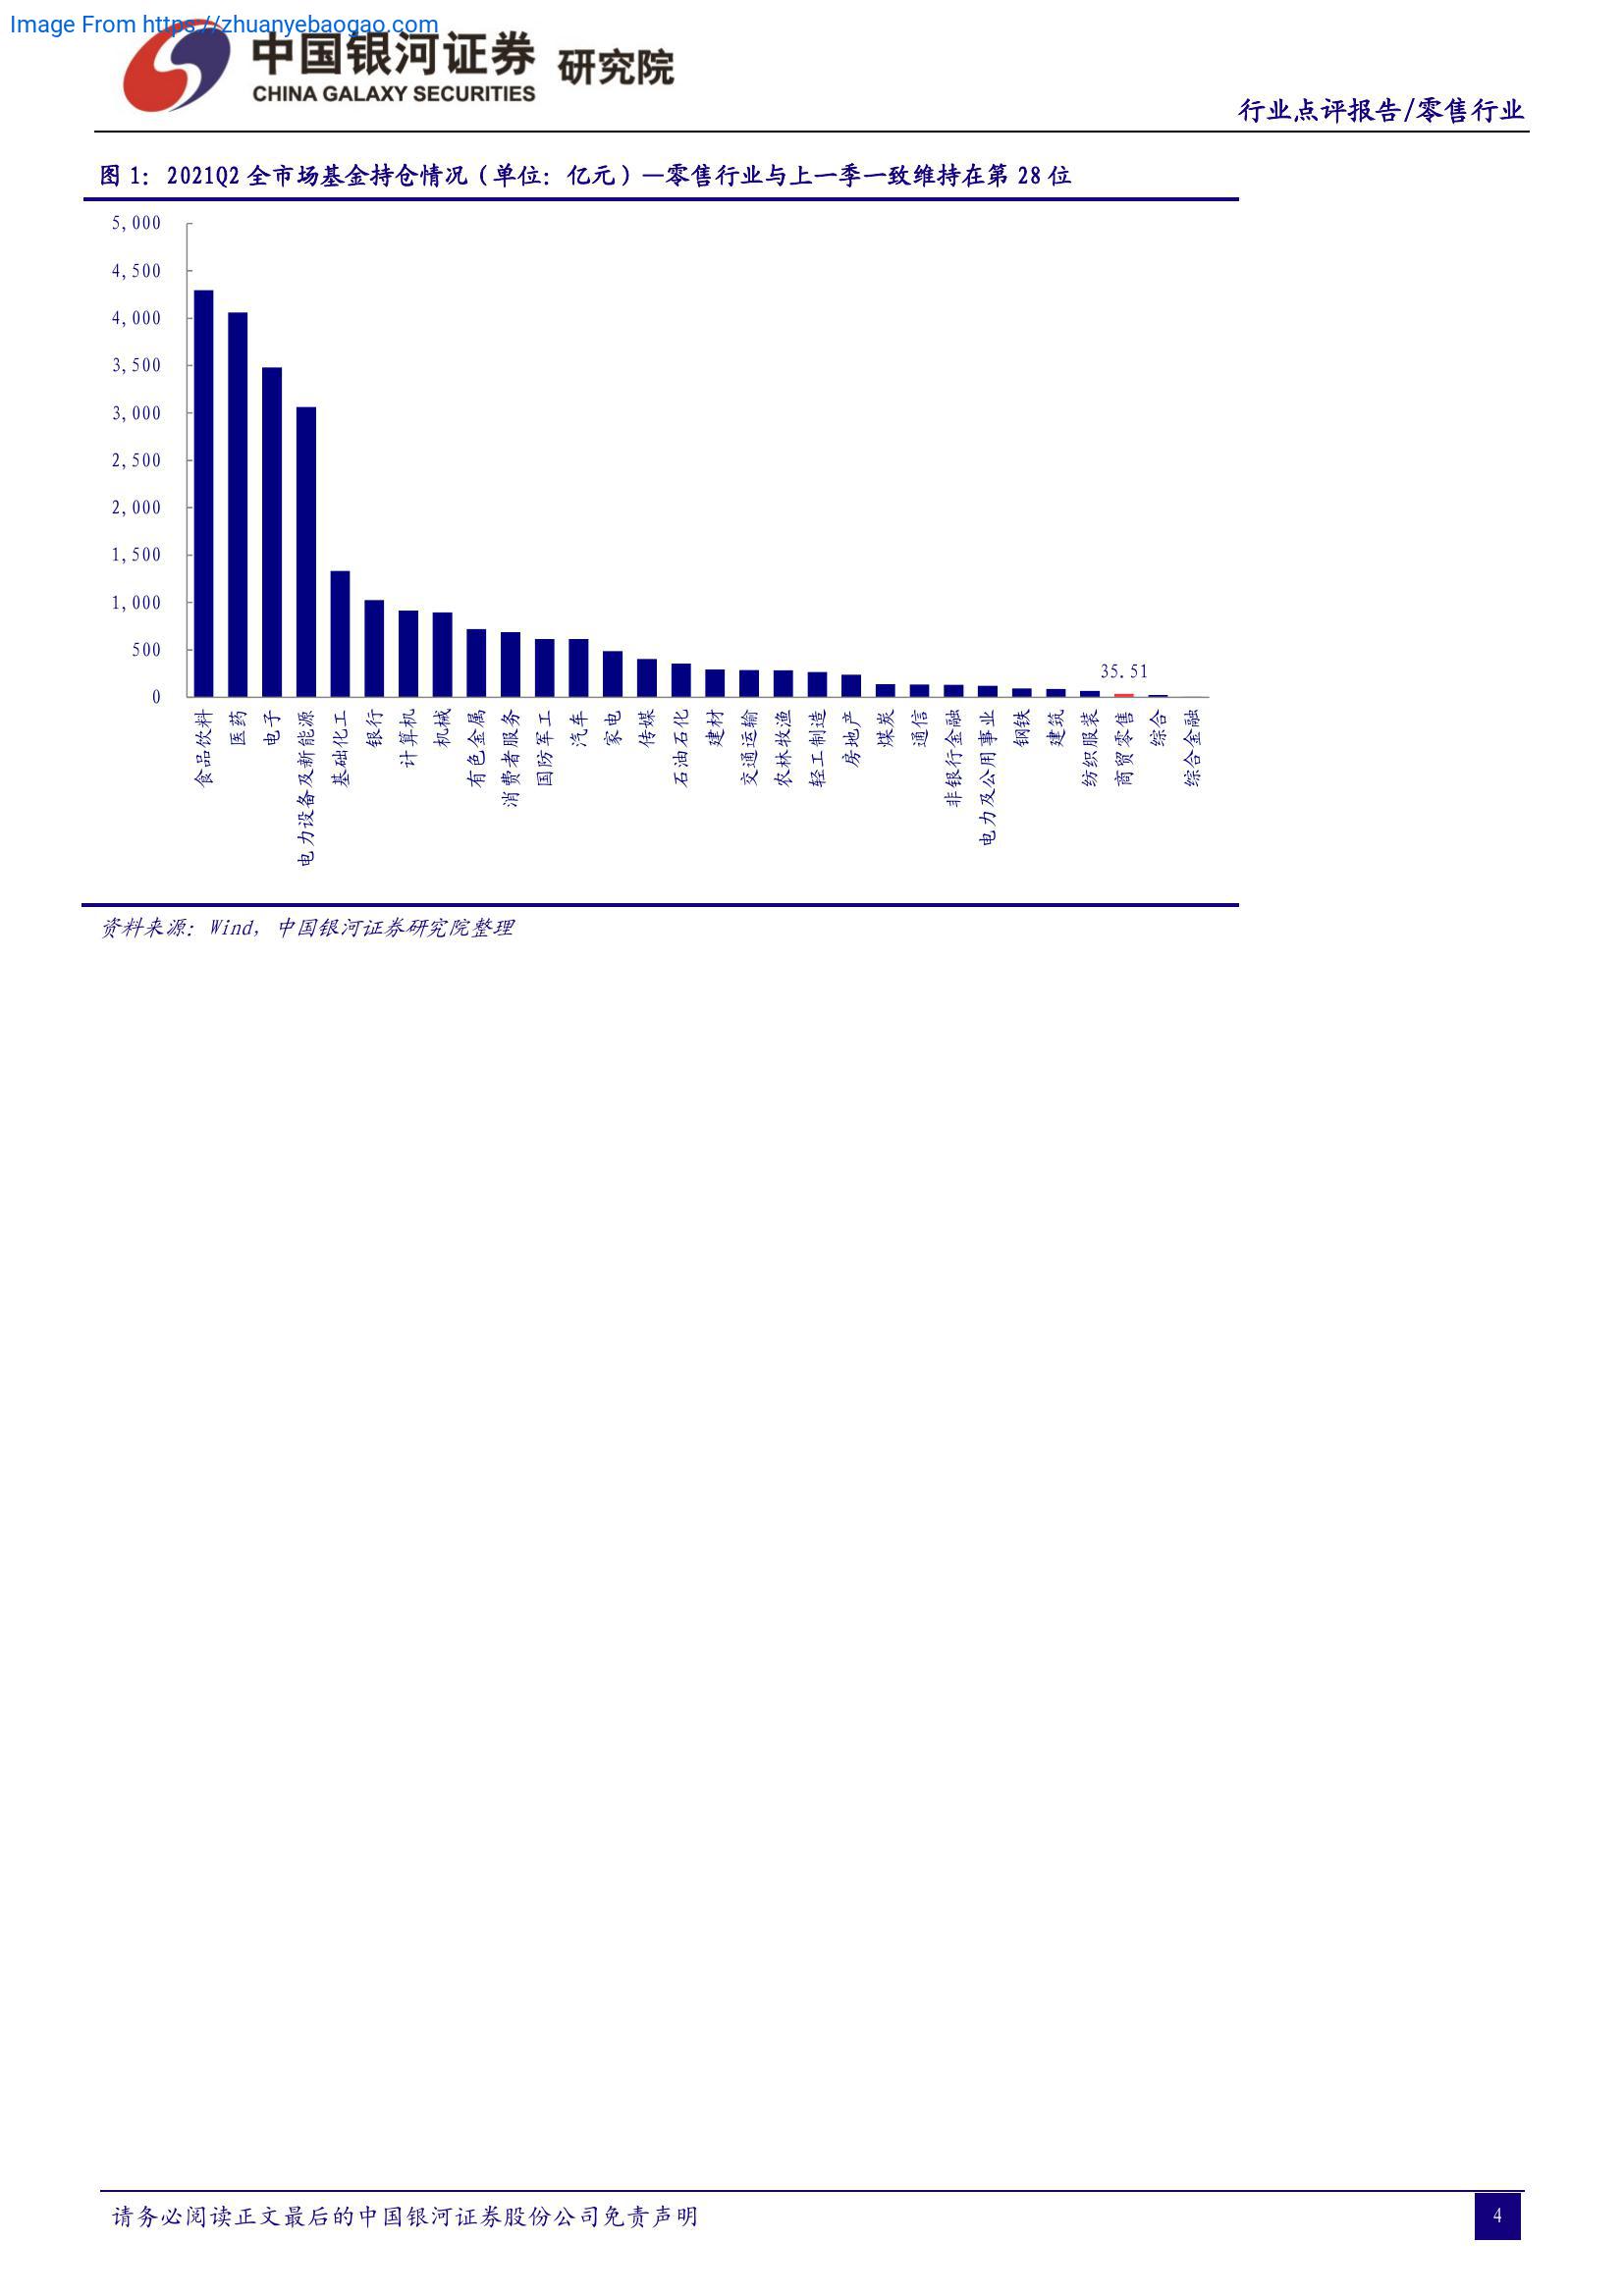 Image From https://zhuanyebaogao.com
中国银河证券 研究院
CHINA GALAXY SECURITIES
行业点评报告/零售行业
图 1：2021Q2 全市场基金持仓情况（单位：亿元）—零售行业与上一季一致维持在第 28 位
5,000
4,500
4,000
3,500
3,000
2,500
2,000
1,500
1,000
500
0
35.51
食品饮料
医药
电子
电力设备及新能源
基础化工
银行
计算机
机械
有色金属
消费者服务
国防军工
汽车
家电
传媒
石油石化
建材
交通运输
农林牧渔
轻工制造
房地产
煤炭
通信
非银行金融
电力及公用事业
钢铁
建筑
纺织服装
商贸零售
综合
综合金融
资料来源：Wind，中国银河证券研究院整理
请务必阅读正文最后的中国银河证券股份公司免责声明
4